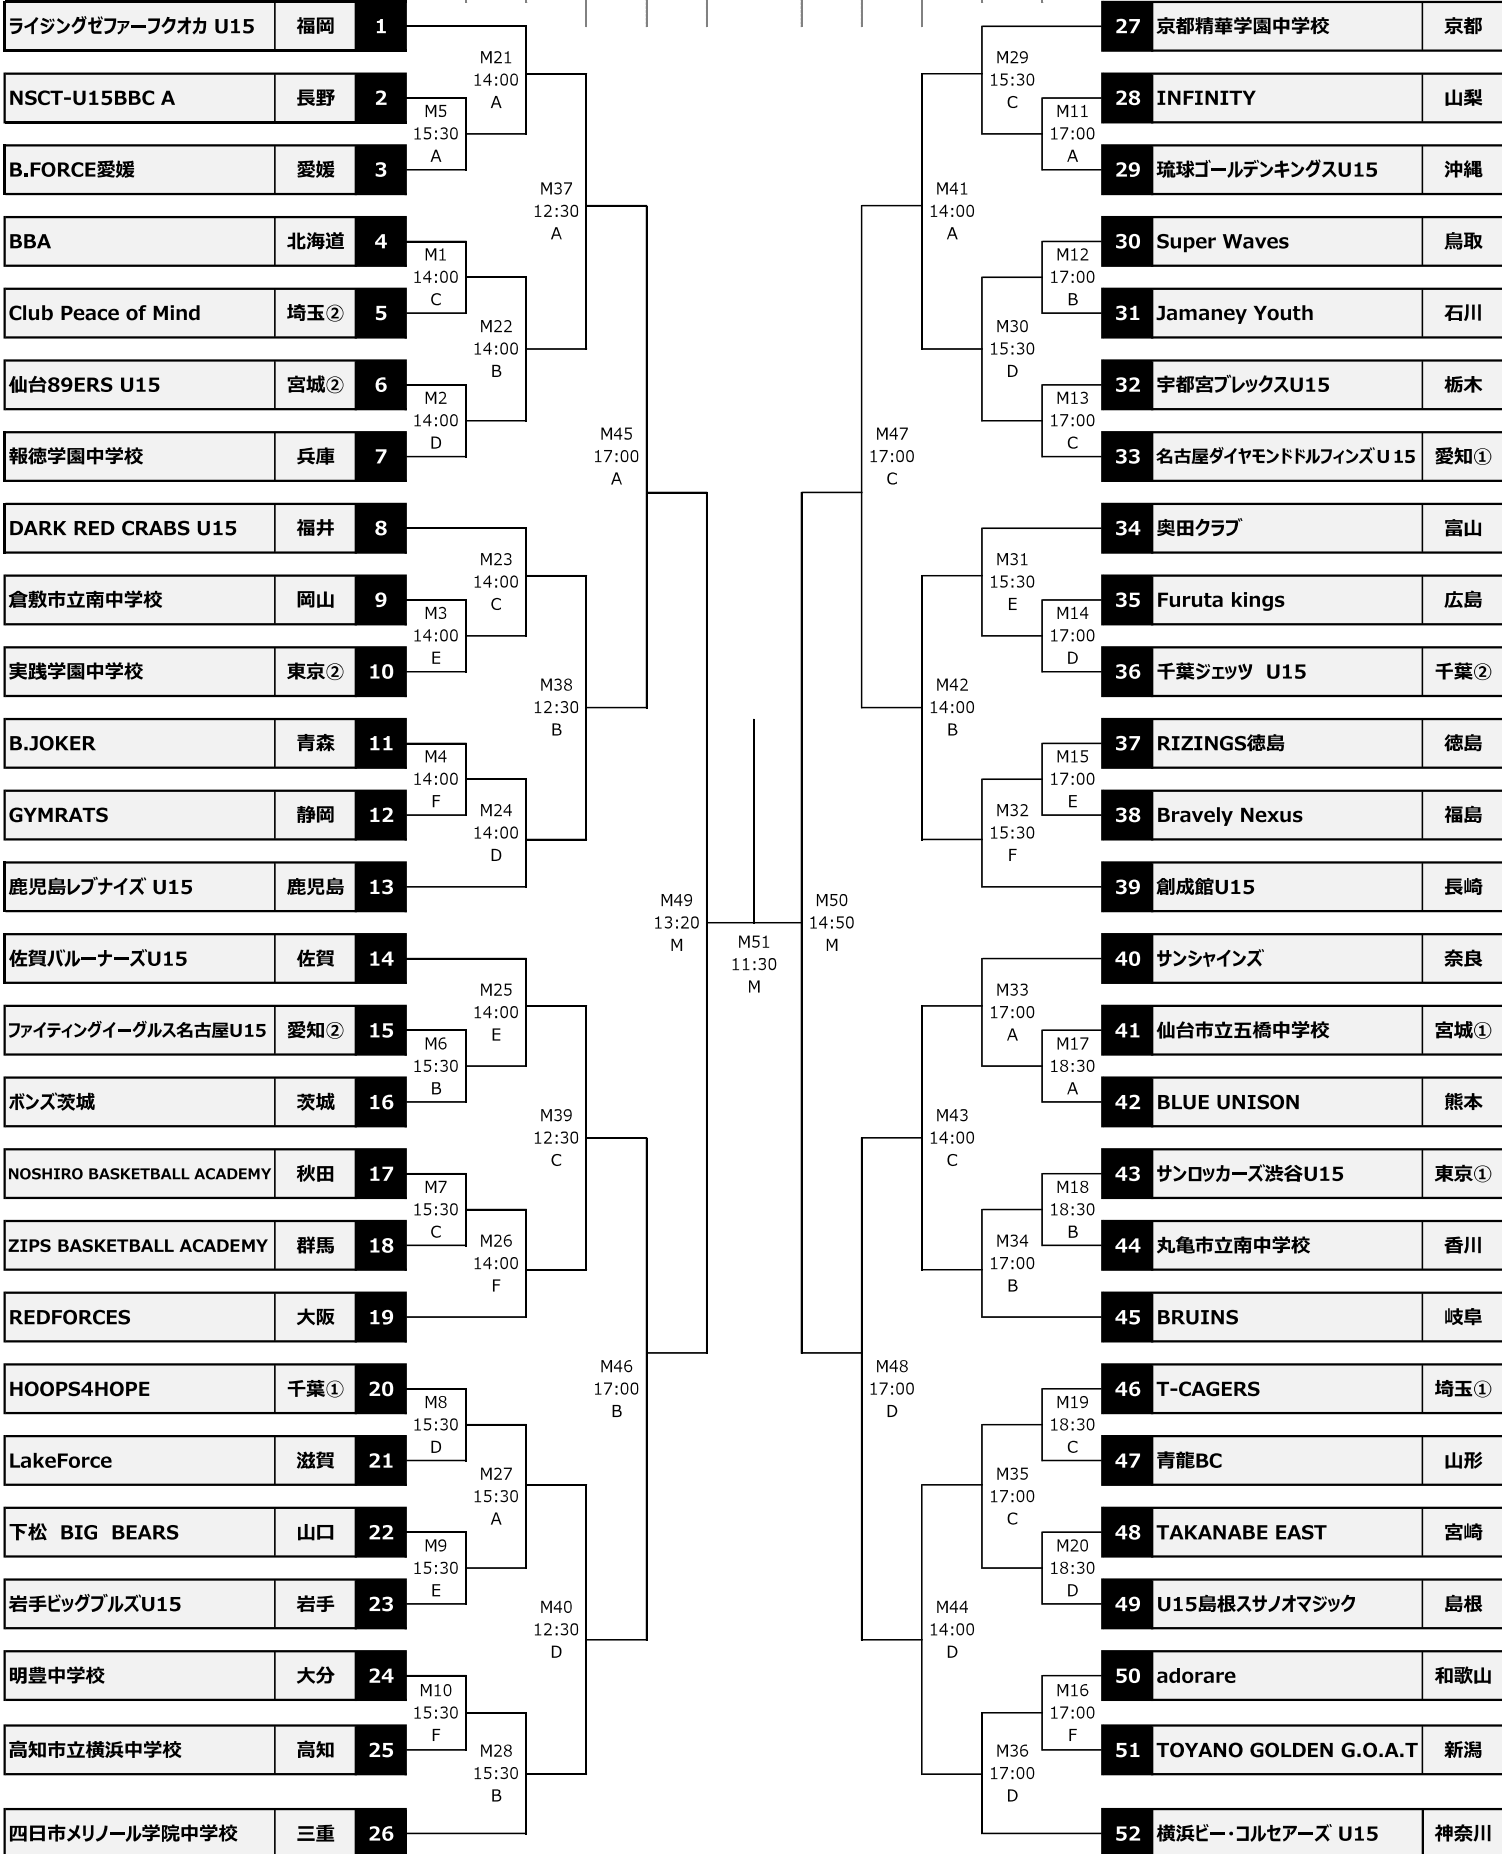 ライジングゼファーフクオカ U15 福岡 1
NSCT-U15BBC A 長野 2
B.FORCE愛媛 愛媛 3
BBA 北海道 4
Club Peace of Mind 埼玉② 5
仙台89ERS U15 宮城② 6
報徳学園中学校 兵庫 7
DARK RED CRABS U15 福井 8
倉敷市立南中学校 岡山 9
実践学園中学校 東京② 10
B.JOKER 青森 11
GYMRATS 静岡 12
鹿児島レブナイズ U15 鹿児島 13
佐賀バルーナーズU15 佐賀 14
ファイティングイーグルス名古屋U15 愛知② 15
ボンズ茨城 茨城 16
NOSHIRO BASKETBALL ACADEMY 秋田 17
ZIPS BASKETBALL ACADEMY 群馬 18
REDFORCES 大阪 19
HOOPS4HOPE 千葉① 20
LakeForce 滋賀 21
下松 BIG BEARS 山口 22
岩手ビッグブルズU15 岩手 23
明豊中学校 大分 24
高知市立横浜中学校 高知 25
四日市メリノール学院中学校 三重 26
M5
15:30
A
M1
14:00
C
M2
14:00
D
M3
14:00
E
M4
14:00
F
M6
15:30
B
M7
15:30
C
M8
15:30
D
M9
15:30
E
M10
15:30
F
M21
14:00
A
M22
14:00
B
M23
14:00
C
M24
14:00
D
M25
14:00
E
M26
14:00
F
M27
15:30
A
M28
15:30
B
M37
12:30
A
M38
12:30
B
M39
12:30
C
M40
12:30
D
M45
17:00
A
M46
17:00
B
M49
13:20
M
M51
11:30
M
M50
14:50
M
M47
17:00
C
M48
17:00
D
M41
14:00
A
M42
14:00
B
M43
14:00
C
M44
14:00
D
M29
15:30
C
M30
15:30
D
M31
15:30
E
M32
15:30
F
M33
17:00
A
M34
17:00
B
M35
17:00
C
M36
17:00
D
M11
17:00
A
M12
17:00
B
M13
17:00
C
M14
17:00
D
M15
17:00
E
M17
18:30
A
M18
18:30
B
M19
18:30
C
M20
18:30
D
M16
17:00
F
27 京都精華学園中学校 京都
28 INFINITY 山梨
29 琉球ゴールデンキングスU15 沖縄
30 Super Waves 鳥取
31 Jamaney Youth 石川
32 宇都宮ブレックスU15 栃木
33 名古屋ダイヤモンドドルフィンズU15 愛知①
34 奥田クラブ 富山
35 Furuta kings 広島
36 千葉ジェッツ U15 千葉②
37 RIZINGS徳島 徳島
38 Bravely Nexus 福島
39 創成館U15 長崎
40 サンシャインズ 奈良
41 仙台市立五橋中学校 宮城①
42 BLUE UNISON 熊本
43 サンロッカーズ渋谷U15 東京①
44 丸亀市立南中学校 香川
45 BRUINS 岐阜
46 T-CAGERS 埼玉①
47 青龍BC 山形
48 TAKANABE EAST 宮崎
49 U15島根スサノオマジック 島根
50 adorare 和歌山
51 TOYANO GOLDEN G.O.A.T 新潟
52 横浜ビー・コルセアーズ U15 神奈川